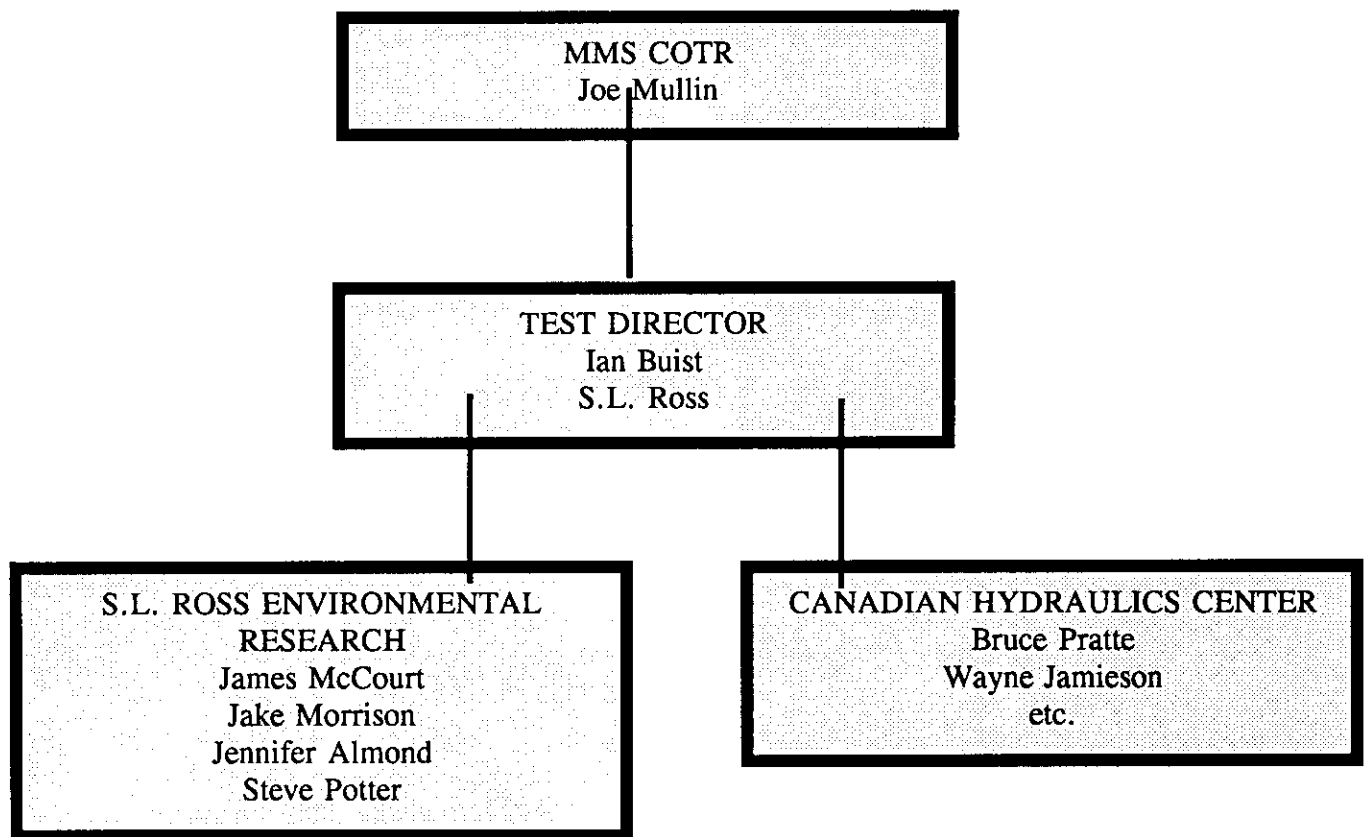 MMS COTR
Joe Mullin
TEST DIRECTOR
Ian Buist
S.L. Ross
S.L. ROSS ENVIRONMENTAL
RESEARCH
James McCourt
Jake Morrison
Jennifer Almond
Steve Potter
CANADIAN HYDRAULICS CENTER
Bruce Pratte
Wayne Jamieson
etc.